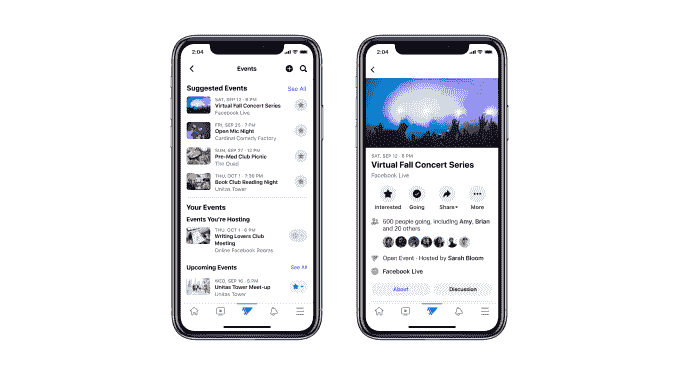 2:04
Events
Suggested Events
See All
SAT, SEP 12 · 8 PM
Virtual Fall Concert Series
Facebook Live
FRI, SEP 25 · 7 PM
Open Mic Night
Cardinal Comedy Factory
SUN, SEP 27 · 12 PM
Pre-Med Club Picnic
The Quad
THU, OCT 1 · 7:30 PM
Book Club Reading Night
Unitas Tower
Your Events
Events You're Hosting
THU, OCT 1 · 6 PM
Writing Lovers Club
Meeting
Online Facebook Rooms
Upcoming Events
See All
WED, SEP 16 · 5 PM
Unitas Tower Meet-up
Unitas Tower
2:04
SAT, SEP 12 · 8 PM
Virtual Fall Concert Series
Facebook Live
Interested
Going
Share
More
500 people going, including Amy, Brian
and 20 others
Open Event · Hosted by Sarah Bloom
Facebook Live
About
Discussion